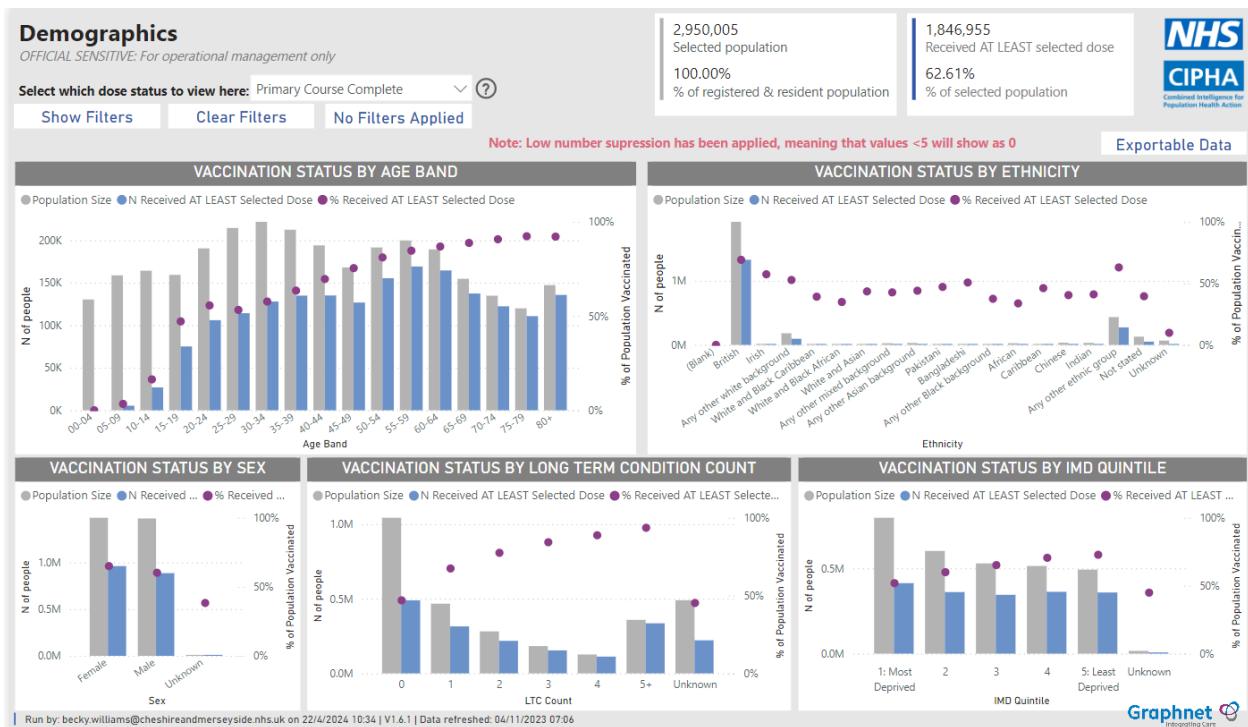 Demographics
OFFICIAL SENSITIVE: For operational management only
Select which dose status to view here: Primary Course Complete
Show Filters
Clear Filters
No Filters Applied
2,950,005
Selected population
100.00%
% of registered & resident population
1,846,955
Received AT LEAST selected dose
62.61%
% of selected population
NHS
CIPHA
Combined Intelligence for
Population Health Action
Note: Low number supression has been applied, meaning that values <5 will show as 0
Exportable Data
VACCINATION STATUS BY AGE BAND
Population Size N Received AT LEAST Selected Dose % Received AT LEAST Selected Dose
N of people
200K
150K
100K
50K
0K
100%
50%
0%
% of Population Vaccinated
00-04
05-09
10-14
15-19
20-24
25-29
30-34
35-39
40-44
45-49
50-54
55-59
60-64
65-69
70-74
75-79
80+
Age Band
VACCINATION STATUS BY ETHNICITY
Population Size N Received AT LEAST Selected Dose % Received AT LEAST Selected Dose
N of people
1M
0M
100%
50%
0%
% of Population Vaccin...
(Blank)
British
Irish
Any other white background
White and Black Caribbean
White and Black African
White and Asian
Any other mixed background
Any other Asian background
Pakistani
Bangladeshi
Any other Black background
African
Caribbean
Chinese
Indian
Any other ethnic group
Not stated
Unknown
Ethnicity
VACCINATION STATUS BY SEX
Population Size N Received ... % Received ...
N of people
1.0M
0.5M
0.0M
100%
50%
0%
% of Population Vaccinated
Female
Male
Unknown
Sex
VACCINATION STATUS BY LONG TERM CONDITION COUNT
Population Size N Received AT LEAST Selected Dose % Received AT LEAST Selecte...
N of people
1.0M
0.5M
0.0M
100%
50%
0%
% of Population Vaccinated
0
1
2
3
4
5+
Unknown
LTC Count
VACCINATION STATUS BY IMD QUINTILE
Population Size N Received AT LEAST Selected Dose % Received AT LEAST ...
N of people
0.5M
0.0M
100%
50%
0%
% of Population Vaccinated
1: Most
Deprived
2
3
4
5: Least
Deprived
Unknown
IMD Quintile
Run by: becky.williams@cheshireandmerseyside.nhs.uk on 22/4/2024 10:34 | V1.6.1 | Data refreshed: 04/11/2023 07:06
Graphnet
Integrating Care